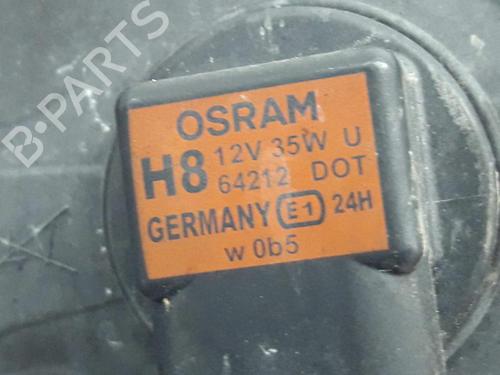 B-PARTS
OSRAM
H8 12V 35W U
64212 DOT
GERMANY E1 24H
w 0b5